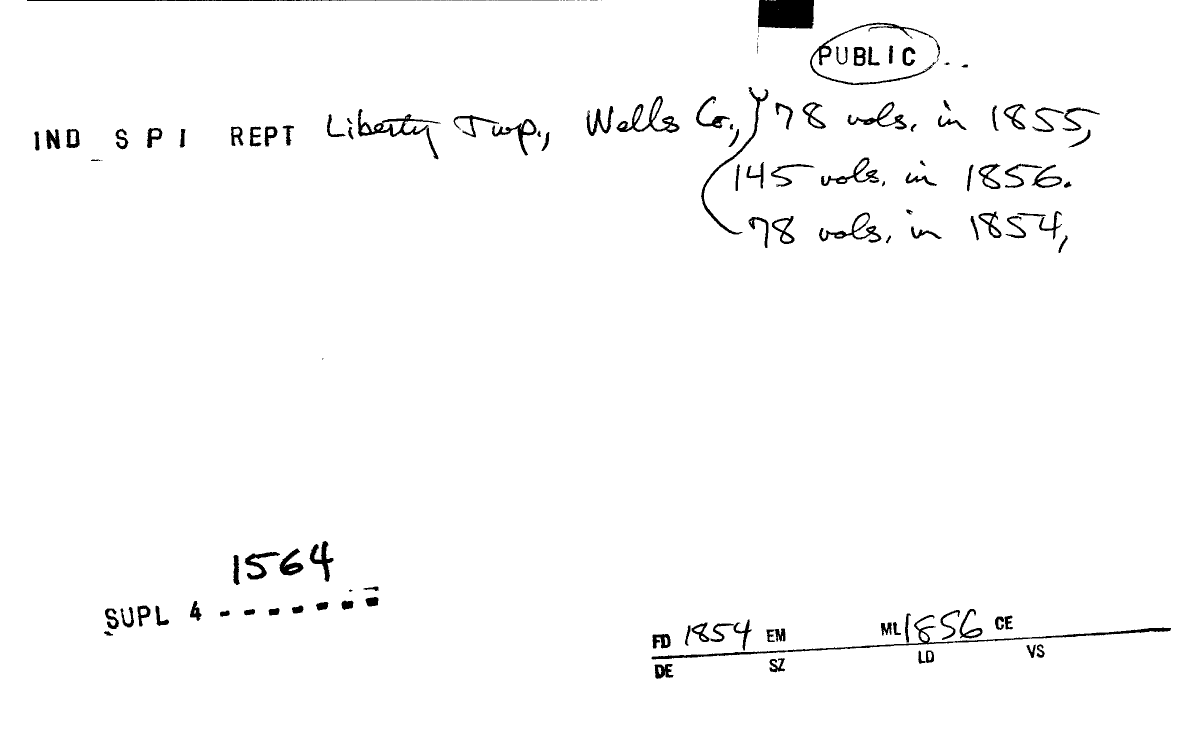 PUBLIC . .
IND S P I REPT Liberty Twp., Wells Co., 78 vols. in 1855,
145 vols. in 1856.
78 vols. in 1854,
1564
SUPL 4 - - - - - - -
FD 1854 EM ML 1856 CE
DE SZ LD VS